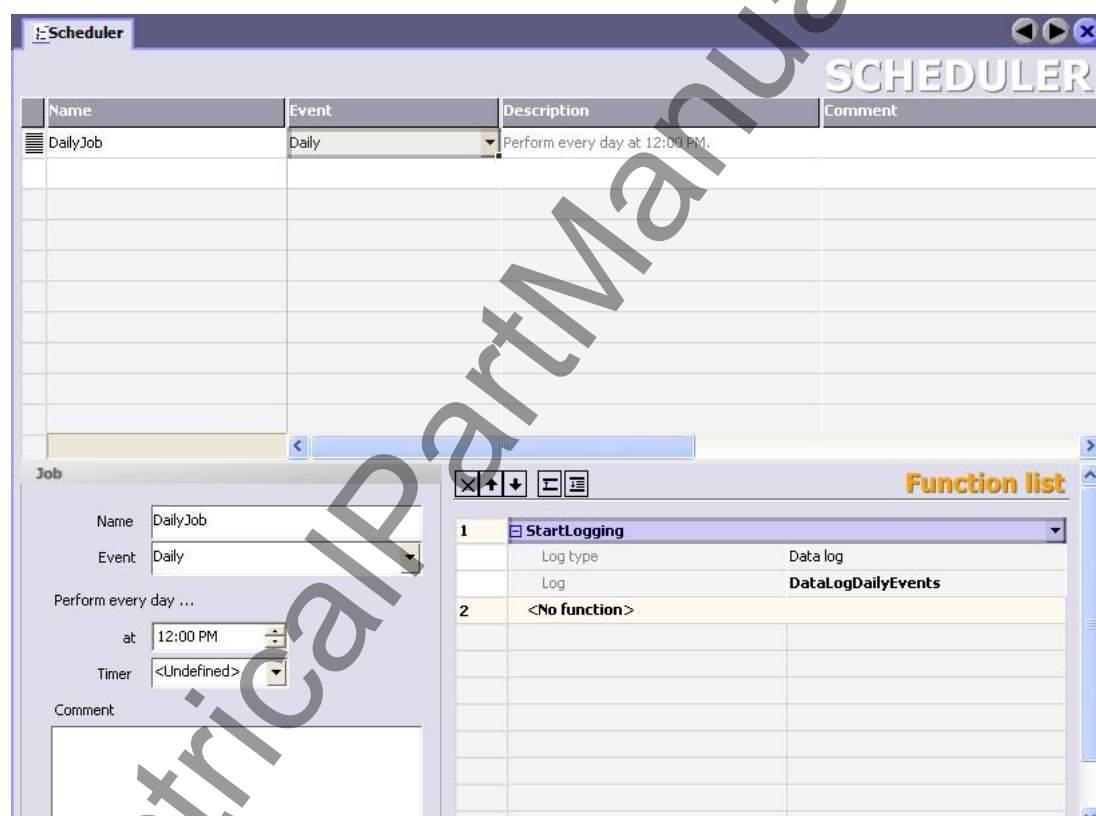 Scheduler
SCHEDULER
Name Event Description Comment
DailyJob Daily Perform every day at 12:00 PM.
Job
Function list
Name DailyJob
Event Daily
Perform every day ...
at 12:00 PM
Timer <Undefined>
Comment
1 StartLogging
Log type Data log
Log DataLogDailyEvents
2 <No function>
ctricalPartManua